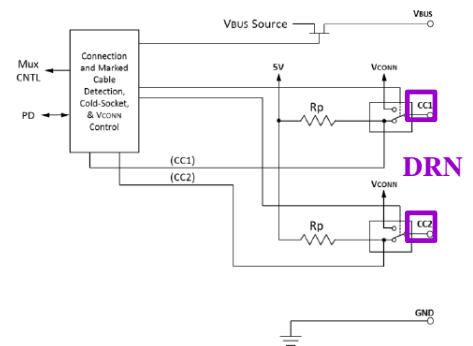 VBUS Source
VBUS
Connection
and Marked
Cable
Detection,
Cold-Socket,
& VCONN
Control
Mux
CNTL
PD
5V
VCONN
Rp
CC1
(CC1)
DRN
(CC2)
VCONN
Rp
CC2
GND